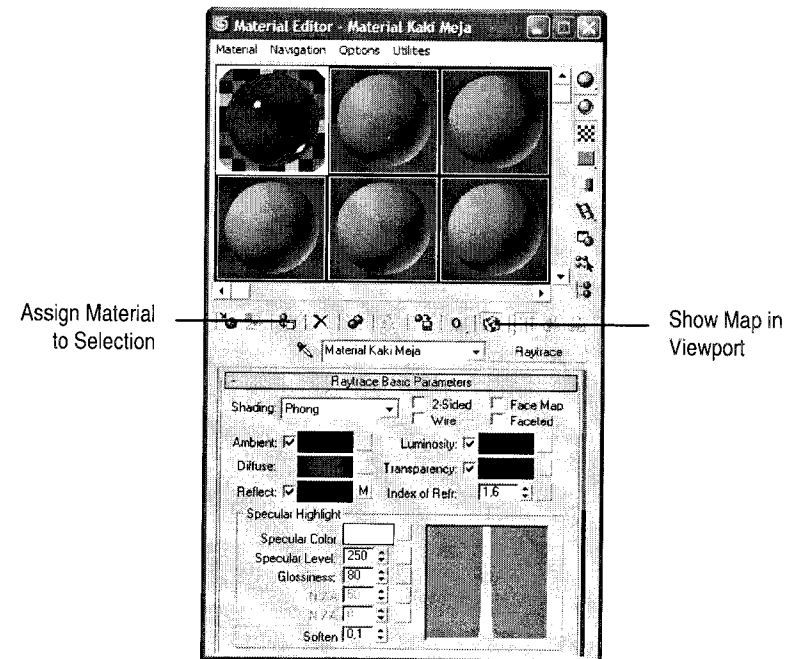 Material Editor - Material Kaki Meja
Material Navigation Options Utilities
Assign Material
to Selection
Show Map in
Viewport
Material Kaki Meja
Raytrace
Raytrace Basic Parameters
Shading: Phong
2-Sided
Face Map
Wire
Faceted
Ambient:
Luminosity:
Diffuse:
Transparency:
Reflect:
M
Index of Refr:
1,6
Specular Highlight
Specular Color
Specular Level: 250
Glossiness: 80
Soften 0,1